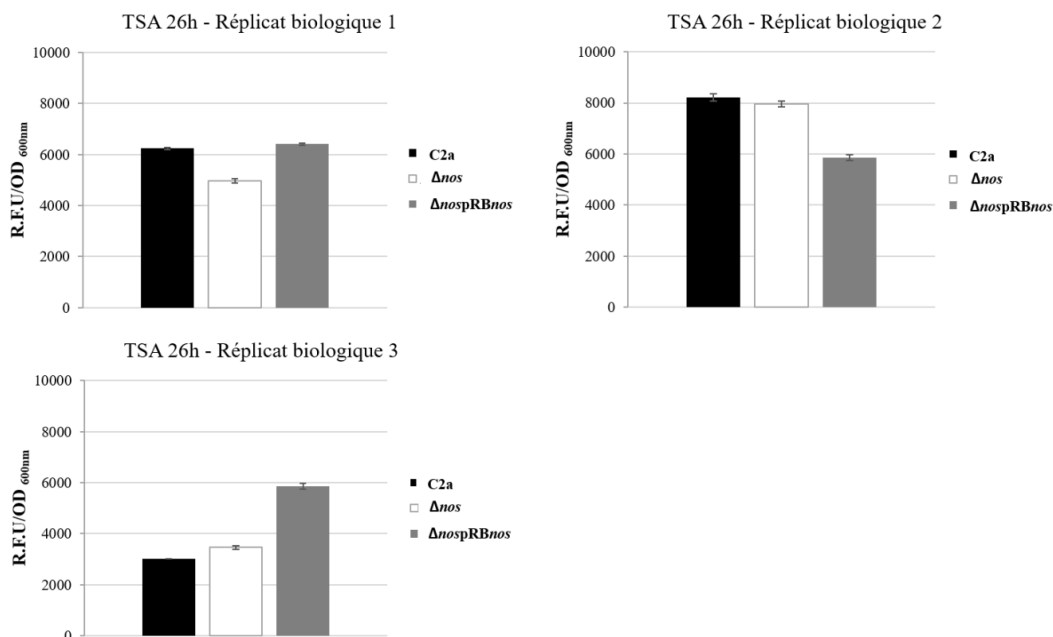 TSA 26h - Réplicat biologique 1
10000
8000
6000
4000
2000
0
R.F.U/OD 600nm
C2a
Δnos
ΔnospRBnos
TSA 26h - Réplicat biologique 2
10000
8000
6000
4000
2000
0
R.F.U/OD 600nm
C2a
Δnos
ΔnospRBnos
TSA 26h - Réplicat biologique 3
10000
8000
6000
4000
2000
0
R.F.U/OD 600nm
C2a
Δnos
ΔnospRBnos